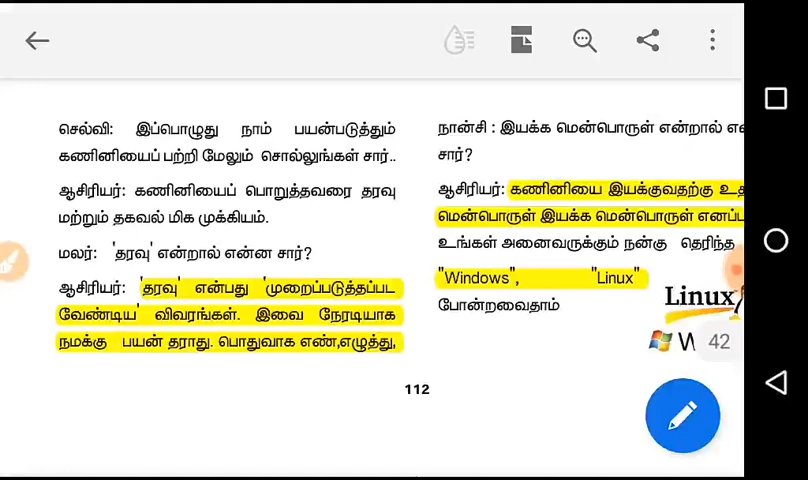 செல்வி: இப்பொழுது நாம் பயன்படுத்தும்
கணினியைப் பற்றி மேலும் சொல்லுங்கள் சார்..
ஆசிரியர்: கணினியைப் பொறுத்தவரை தரவு
மற்றும் தகவல் மிக முக்கியம்.
மலர்: 'தரவு' என்றால் என்ன சார்?
ஆசிரியர்: 'தரவு' என்பது 'முறைப்படுத்தப்பட
வேண்டிய' விவரங்கள். இவை நேரடியாக
நமக்கு பயன் தராது. பொதுவாக எண்,எழுத்து,
நான்சி : இயக்க மென்பொருள் என்றால்
சார்?
ஆசிரியர்: கணினியை இயக்குவதற்கு
மென்பொருள் இயக்க மென்பொருள்
உங்கள் அனைவருக்கும் நன்கு தெரிந்த
"Windows", "Linux"
போன்றவைதாம்
Linux
42
112